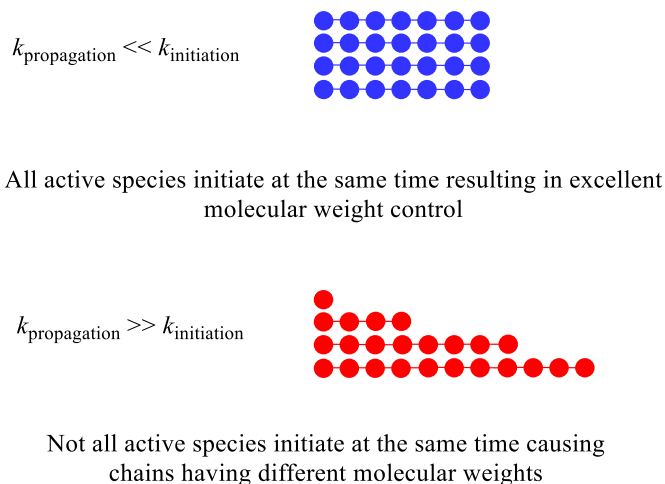 kpropagation << kinitiation
All active species initiate at the same time resulting in excellent
molecular weight control
kpropagation >> kinitiation
Not all active species initiate at the same time causing
chains having different molecular weights